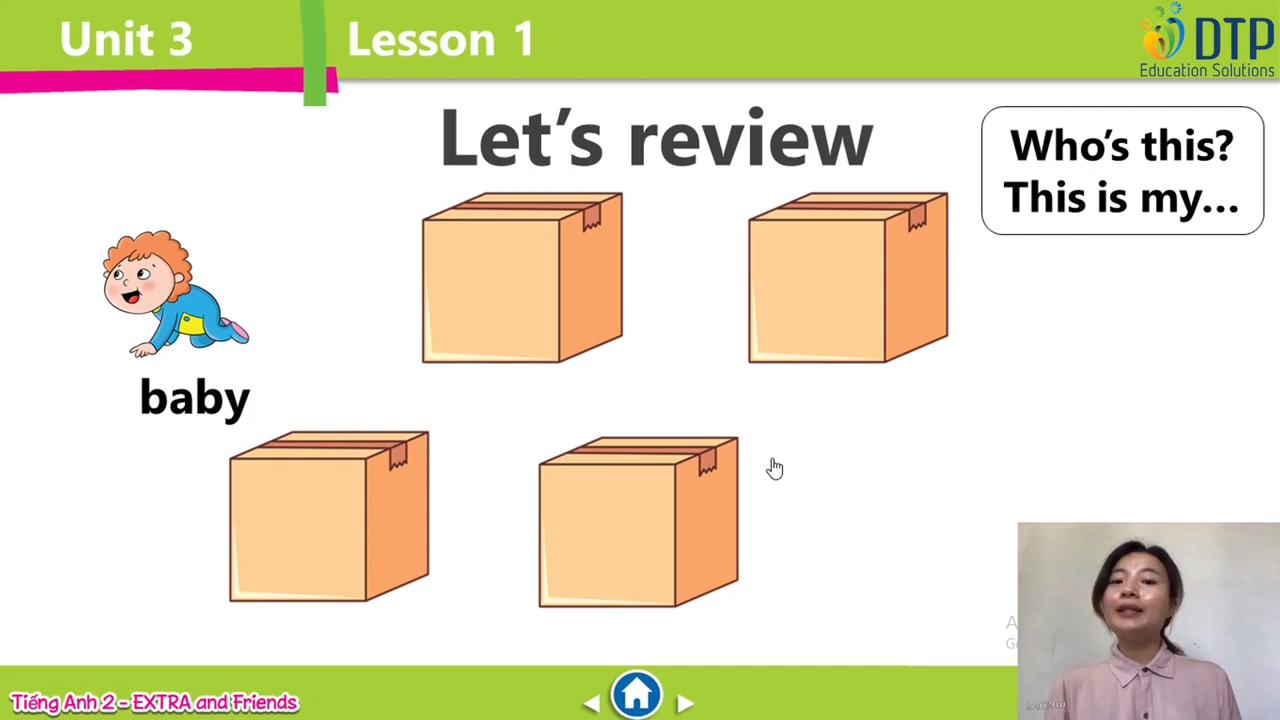 Unit 3
Lesson 1
DTP
Education Solutions
Let's review
Who's this?
This is my...
baby
Tiếng Anh 2 - EXTRA and Friends